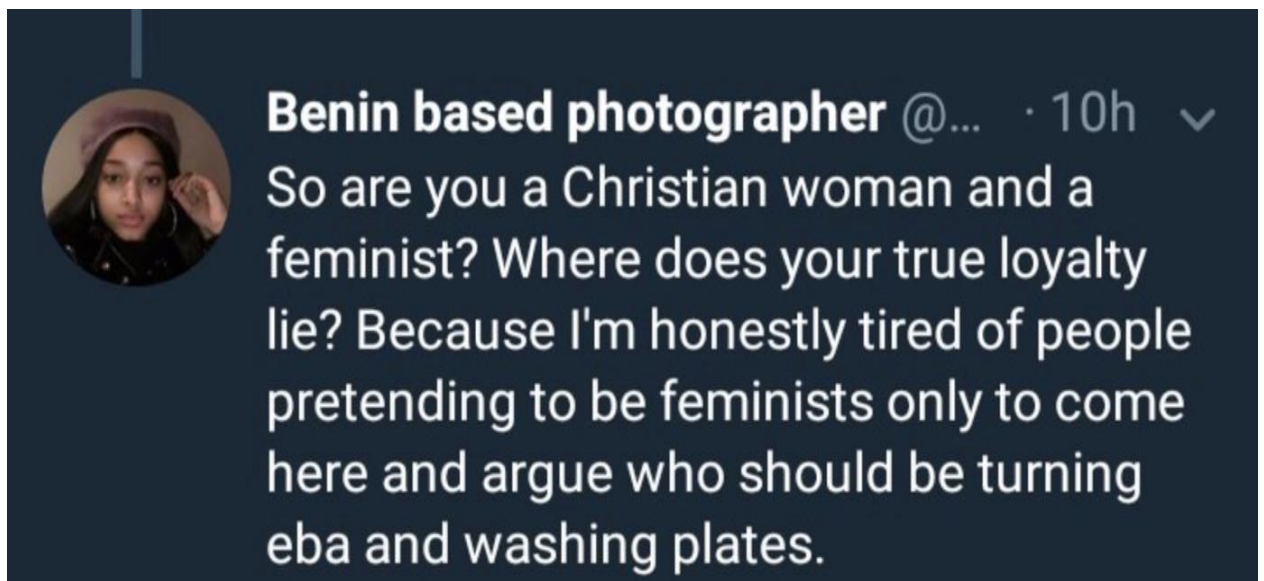 Benin based photographer @... · 10h
So are you a Christian woman and a
feminist? Where does your true loyalty
lie? Because I'm honestly tired of people
pretending to be feminists only to come
here and argue who should be turning
eba and washing plates.